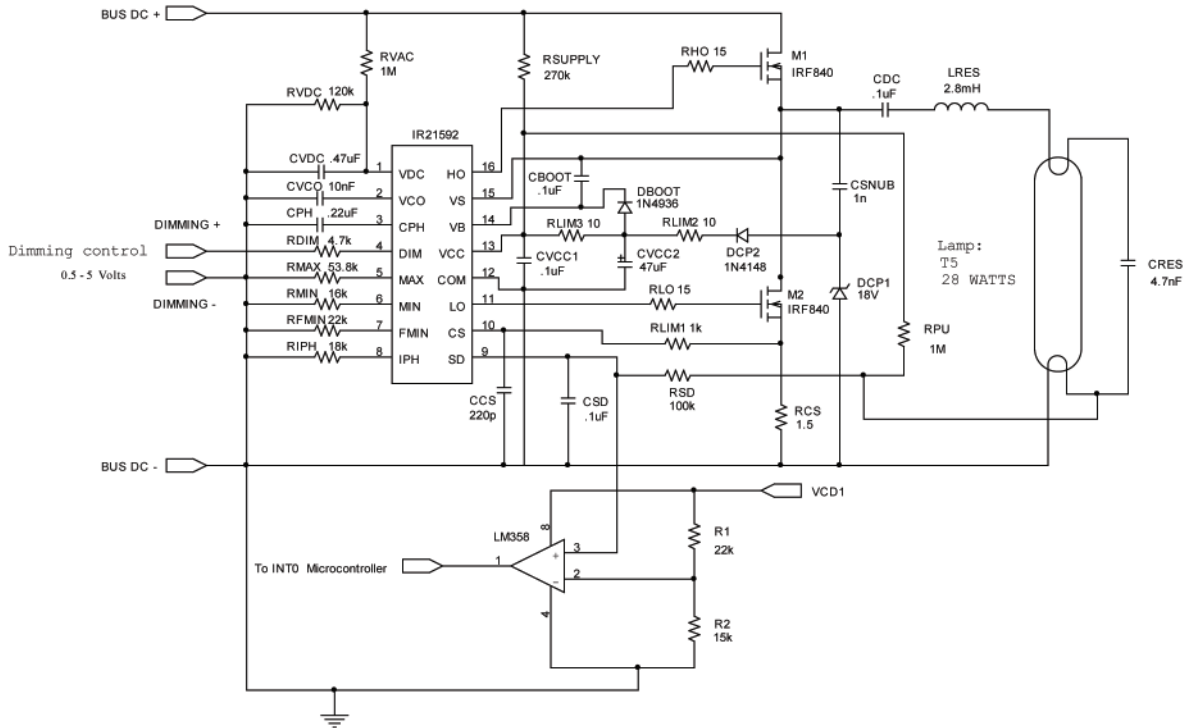 BUS DC +
RVAC
1M
RSUPPLY
270k
RHO 15
M1
IRF840
CDC
.1uF
LRES
2.8mH
RVDC 120k
IR21592
CVDC .47uF
1 VDC HO 16
CVCO 10nF
2 VCO VS 15
CPH .22uF
3 CPH VB 14
CBOOT
.1uF
DBOOT
1N4936
CSNUB
1n
DIMMING +
Dimming control
RDIM 4.7k
4 DIM VCC 13
RLIM3 10
RLIM2 10
0.5 - 5 Volts
RMAX 53.8k
5 MAX COM 12
CVCC1
.1uF
CVCC2
+
47uF
DCP2
1N4148
Lamp:
T5
28 WATTS
CRES
4.7nF
DIMMING -
RMIN 16k
6 MIN LO 11
RLO 15
M2
IRF840
DCP1
18V
RFMIN 22k
7 FMIN CS 10
RLIM1 1k
RPU
1M
RIPH 18k
8 IPH SD 9
RSD
100k
CCS
220p
CSD
.1uF
RCS
1.5
BUS DC -
VCD1
8
LM358
R1
22k
To INT0 Microcontroller
1
+ 3
- 2
4
R2
15k